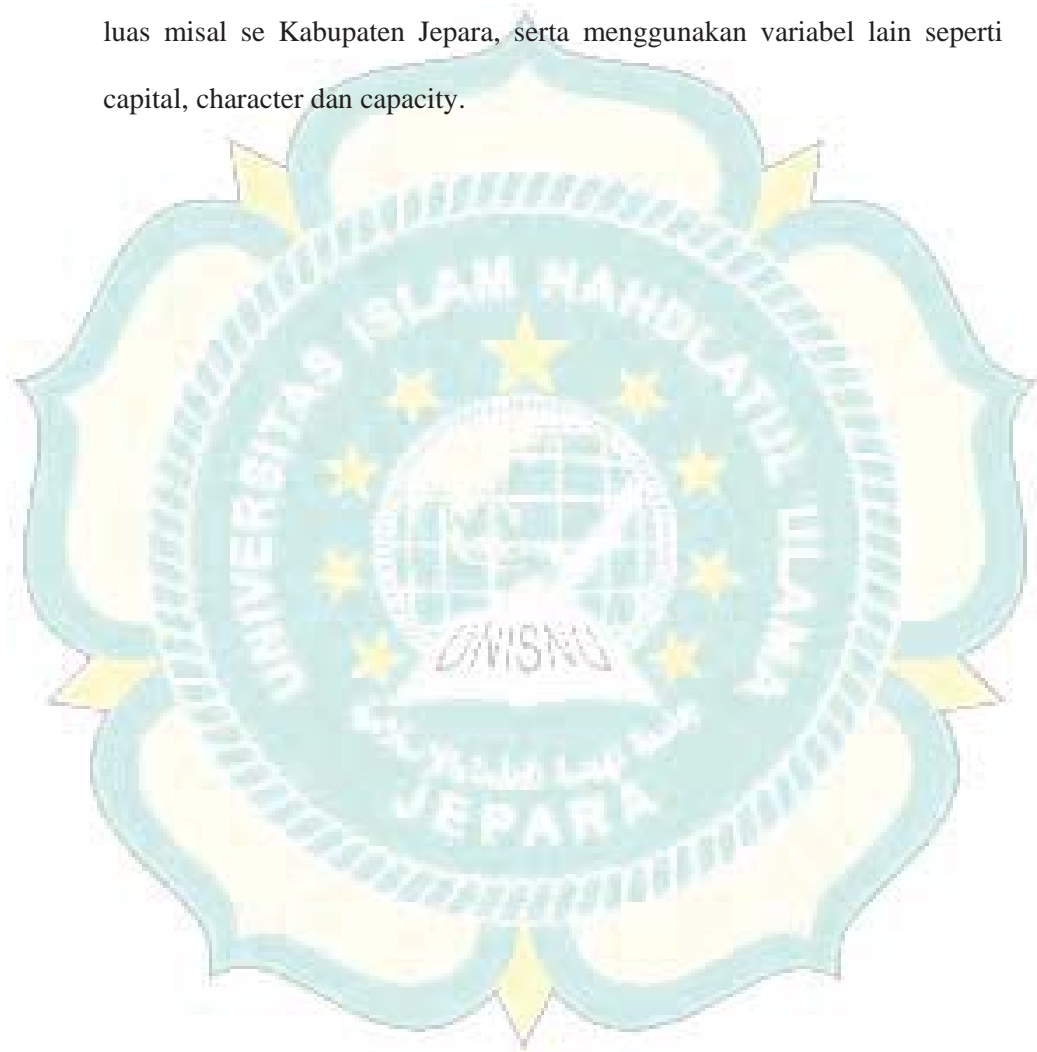 luas misal se Kabupaten Jepara, serta menggunakan variabel lain seperti
capital, character dan capacity.
UNIVERSITAS ISLAM NAHDLATUL ULAMA
UNISNU
JEPARA